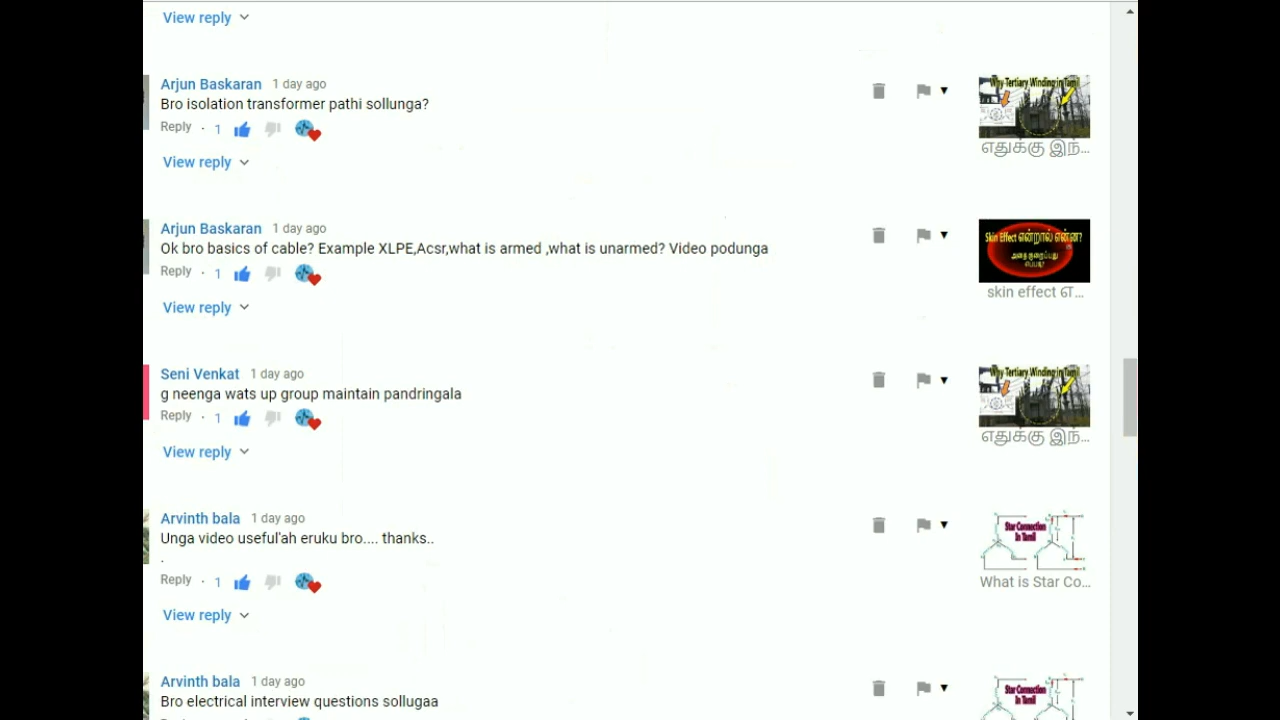 View reply
Arjun Baskaran 1 day ago
Bro isolation transformer pathi sollunga?
Reply · 1
View reply
Why Tertiary Winding in Tamil
எதுக்கு இந்...
Arjun Baskaran 1 day ago
Ok bro basics of cable? Example XLPE,Acsr,what is armed ,what is unarmed? Video podunga
Reply · 1
View reply
Skin Effect என்றால் என்ன?
அதை குறைப்பது
எப்படி?
skin effect எ...
Seni Venkat 1 day ago
g neenga wats up group maintain pandringala
Reply · 1
View reply
Why Tertiary Winding in Tamil
எதுக்கு இந்...
Arvinth bala 1 day ago
Unga video useful'ah eruku bro.... thanks..
.
Reply · 1
View reply
Star Connection
In Tamil
What is Star Co...
Arvinth bala 1 day ago
Bro electrical interview questions sollugaa
Star Connection
In Tamil